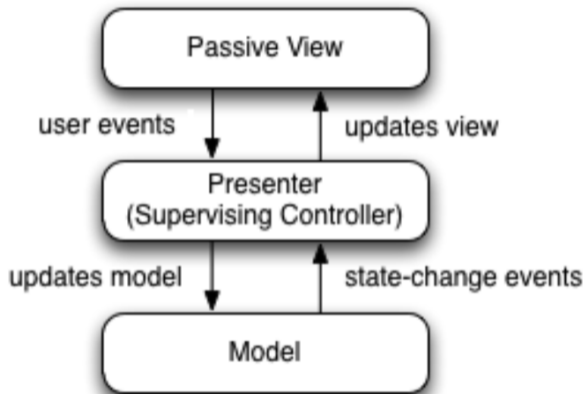 Passive View
user events
updates view
Presenter
(Supervising Controller)
updates model
state-change events
Model